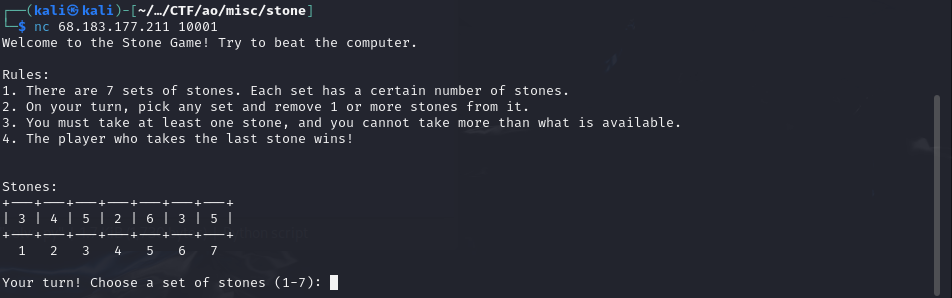 ┌──(kali㉿kali)-[~/…/CTF/ao/misc/stone]
└─$ nc 68.183.177.211 10001
Welcome to the Stone Game! Try to beat the computer.
Rules:
1. There are 7 sets of stones. Each set has a certain number of stones.
2. On your turn, pick any set and remove 1 or more stones from it.
3. You must take at least one stone, and you cannot take more than what is available.
4. The player who takes the last stone wins!
Stones:
+---+---+---+---+---+---+---+
| 3 | 4 | 5 | 2 | 6 | 3 | 5 |
+---+---+---+---+---+---+---+
1 2 3 4 5 6 7
Your turn! Choose a set of stones (1-7):